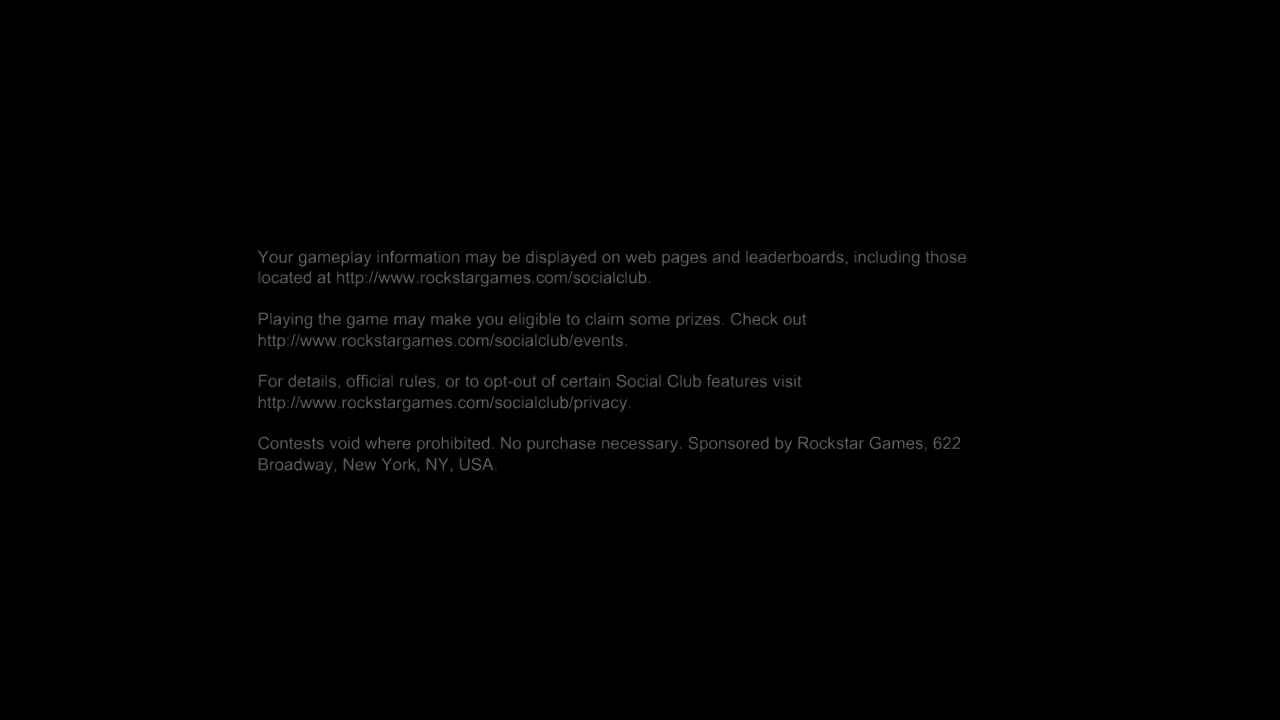 Your gameplay information may be displayed on web pages and leaderboards, including those
located at http://www.rockstargames.com/socialclub.
Playing the game may make you eligible to claim some prizes. Check out
http://www.rockstargames.com/socialclub/events.
For details, official rules, or to opt-out of certain Social Club features visit
http://www.rockstargames.com/socialclub/privacy.
Contests void where prohibited. No purchase necessary. Sponsored by Rockstar Games, 622
Broadway, New York, NY, USA.